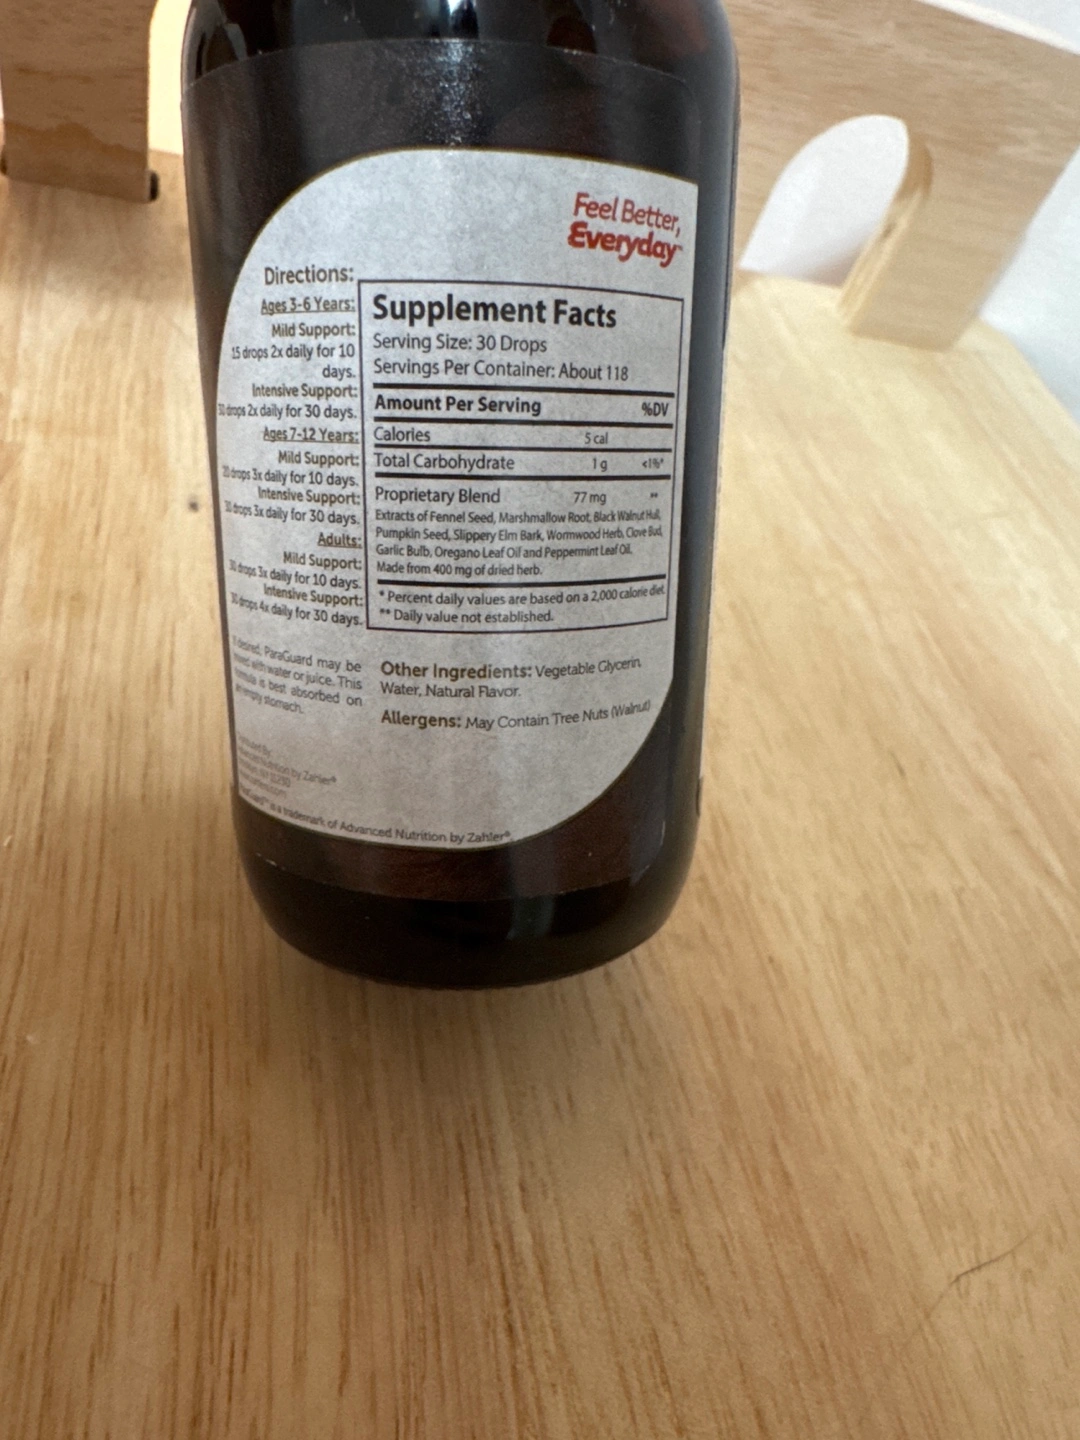 Feel Better,
Everyday™
Directions:
Ages 3-6 Years:
Mild Support:
15 drops 2x daily for 10
days.
Intensive Support:
30 drops 2x daily for 30 days.
Ages 7-12 Years:
Mild Support:
20 drops 3x daily for 10 days.
Intensive Support:
30 drops 3x daily for 30 days.
Adults:
Mild Support:
30 drops 3x daily for 10 days.
Intensive Support:
30 drops 4x daily for 30 days.
If desired, ParaGuard may be
mixed with water or juice. This
formula is best absorbed on
an empty stomach.
Supplement Facts
Serving Size: 30 Drops
Servings Per Container: About 118
Amount Per Serving %DV
Calories 5 cal
Total Carbohydrate 1 g <1%*
Proprietary Blend 77 mg **
Extracts of Fennel Seed, Marshmallow Root, Black Walnut Hull,
Pumpkin Seed, Slippery Elm Bark, Wormwood Herb, Clove Bud,
Garlic Bulb, Oregano Leaf Oil and Peppermint Leaf Oil.
Made from 400 mg of dried herb.
* Percent daily values are based on a 2,000 calorie diet.
** Daily value not established.
Other Ingredients: Vegetable Glycerin,
Water, Natural Flavor.
Allergens: May Contain Tree Nuts (Walnut)
By
Nutrition by Zahler®
is a trademark of Advanced Nutrition by Zahler®.